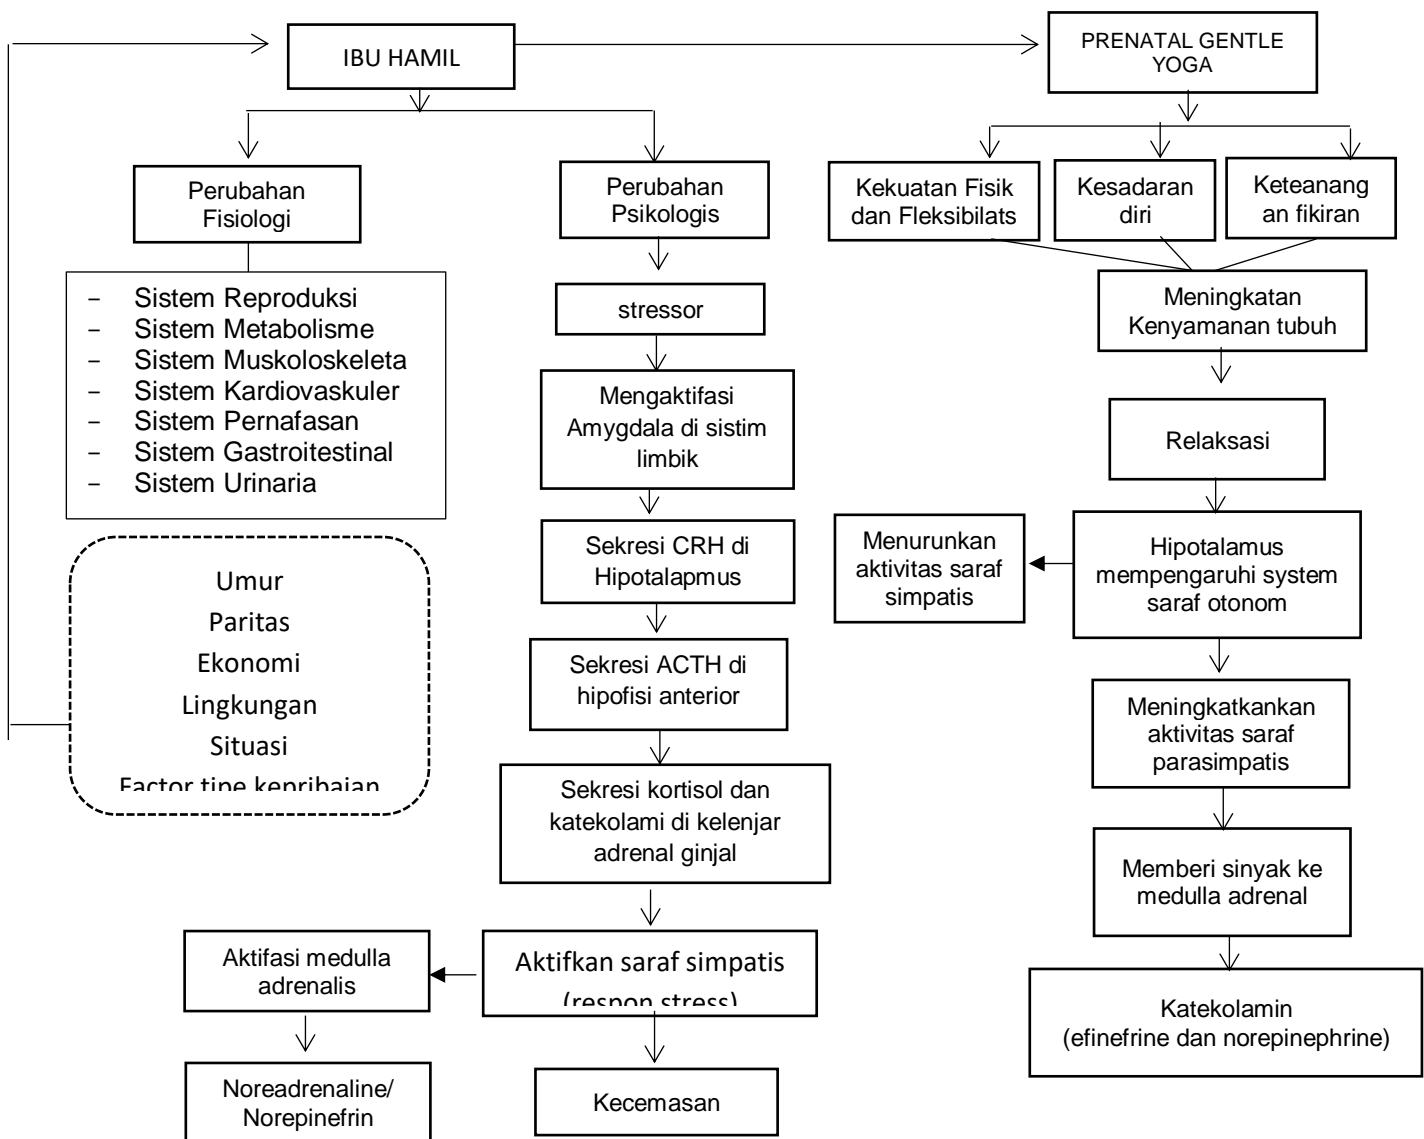 IBU HAMIL
PRENATAL GENTLE
YOGA
Perubahan
Fisiologi
Perubahan
Psikologis
Kekuatan Fisik
dan Fleksibilats
Kesadaran
diri
Keteanang
an fikiran
- Sistem Reproduksi
- Sistem Metabolisme
- Sistem Muskoloskeleta
- Sistem Kardiovaskuler
- Sistem Pernafasan
- Sistem Gastroitestinal
- Sistem Urinaria
stressor
Meningkatan
Kenyamanan tubuh
Mengaktifasi
Amygdala di sistim
limbik
Relaksasi
Sekresi CRH di
Hipotalapmus
Menurunkan
aktivitas saraf
simpatis
Hipotalamus
mempengaruhi system
saraf otonom
Umur
Paritas
Ekonomi
Lingkungan
Situasi
Factor tipe kepribaian
Sekresi ACTH di
hipofisi anterior
Meningkatkankan
aktivitas saraf
parasimpatis
Sekresi kortisol dan
katekolami di kelenjar
adrenal ginjal
Memberi sinyak ke
medulla adrenal
Aktifasi medulla
adrenalis
Aktifkan saraf simpatis
(respon stress)
Katekolamin
(efinefrine dan norepinephrine)
Noreadrenaline/
Norepinefrin
Kecemasan